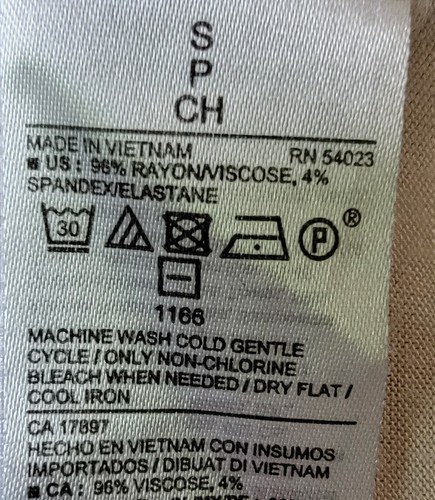 S
P
CH
MADE IN VIETNAM RN 54023
US : 96% RAYON/VISCOSE, 4%
SPANDEX/ELASTANE
30 P ®
1166
MACHINE WASH COLD GENTLE
CYCLE / ONLY NON-CHLORINE
BLEACH WHEN NEEDED / DRY FLAT /
COOL IRON
CA 17897
HECHO EN VIETNAM CON INSUMOS
IMPORTADOS / DIBUAT DI VIETNAM
CA : 96% VISCOSE, 4%